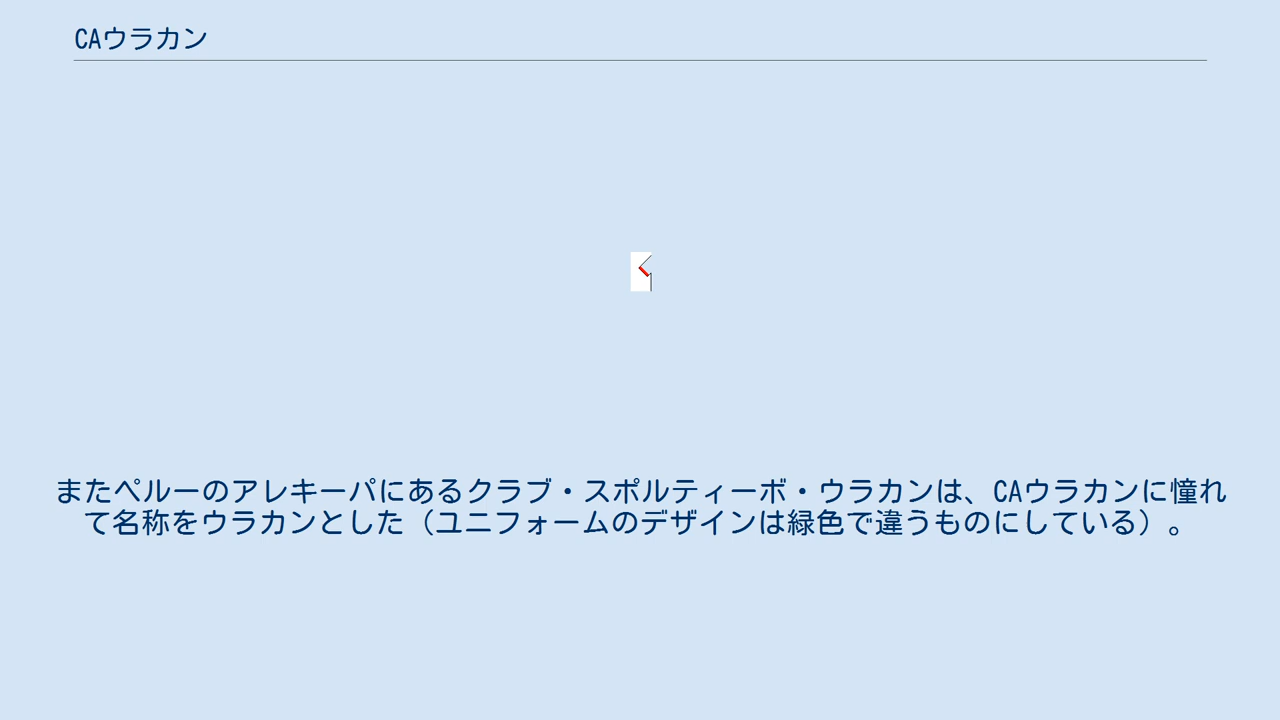 CAウラカン
またペルーのアレキーパにあるクラブ・スポルティーボ・ウラカンは、CAウラカンに憧れ
て名称をウラカンとした（ユニフォームのデザインは緑色で違うものにしている）。